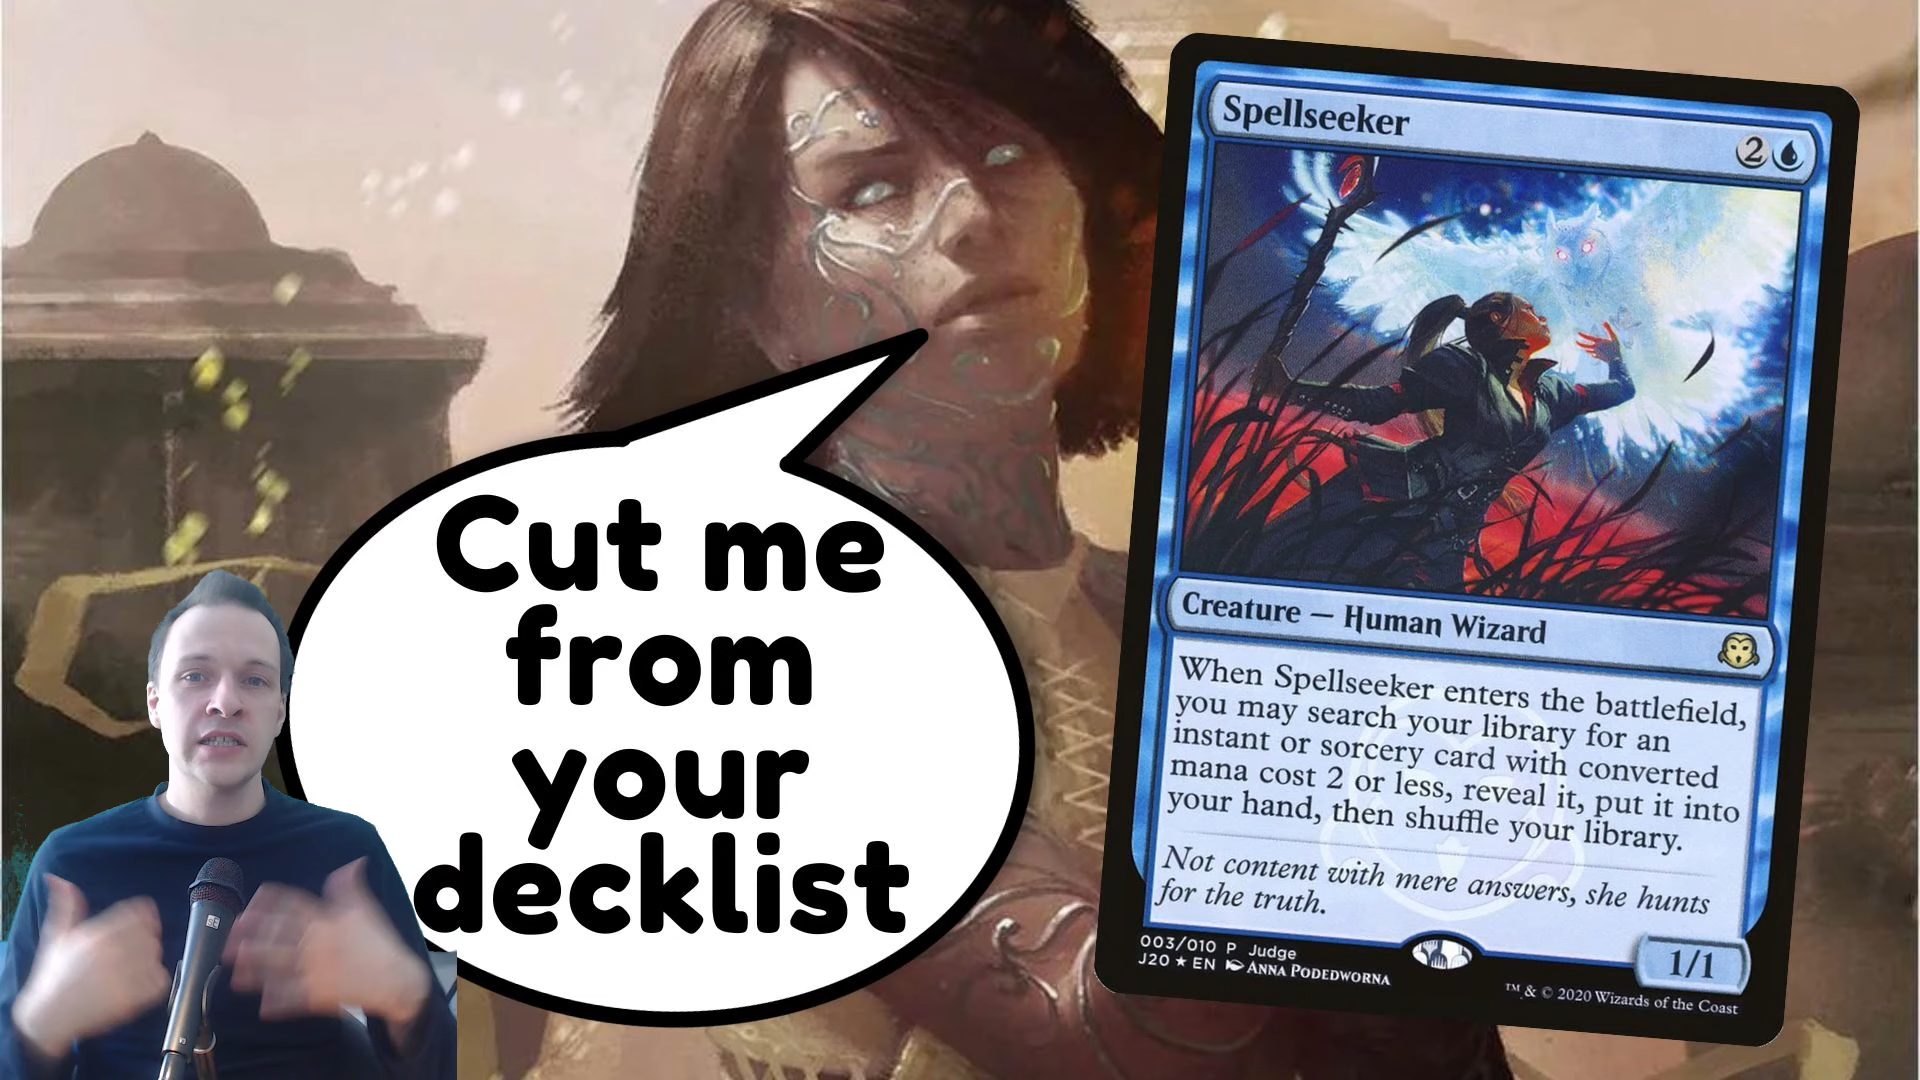 Cut me
from
your
decklist
Spellseeker
2
Creature — Human Wizard
When Spellseeker enters the battlefield,
you may search your library for an
instant or sorcery card with converted
mana cost 2 or less, reveal it, put it into
your hand, then shuffle your library.
Not content with mere answers, she hunts
for the truth.
003/010 P Judge
J20 ★ EN Anna Podedworna
1/1
™ & © 2020 Wizards of the Coast